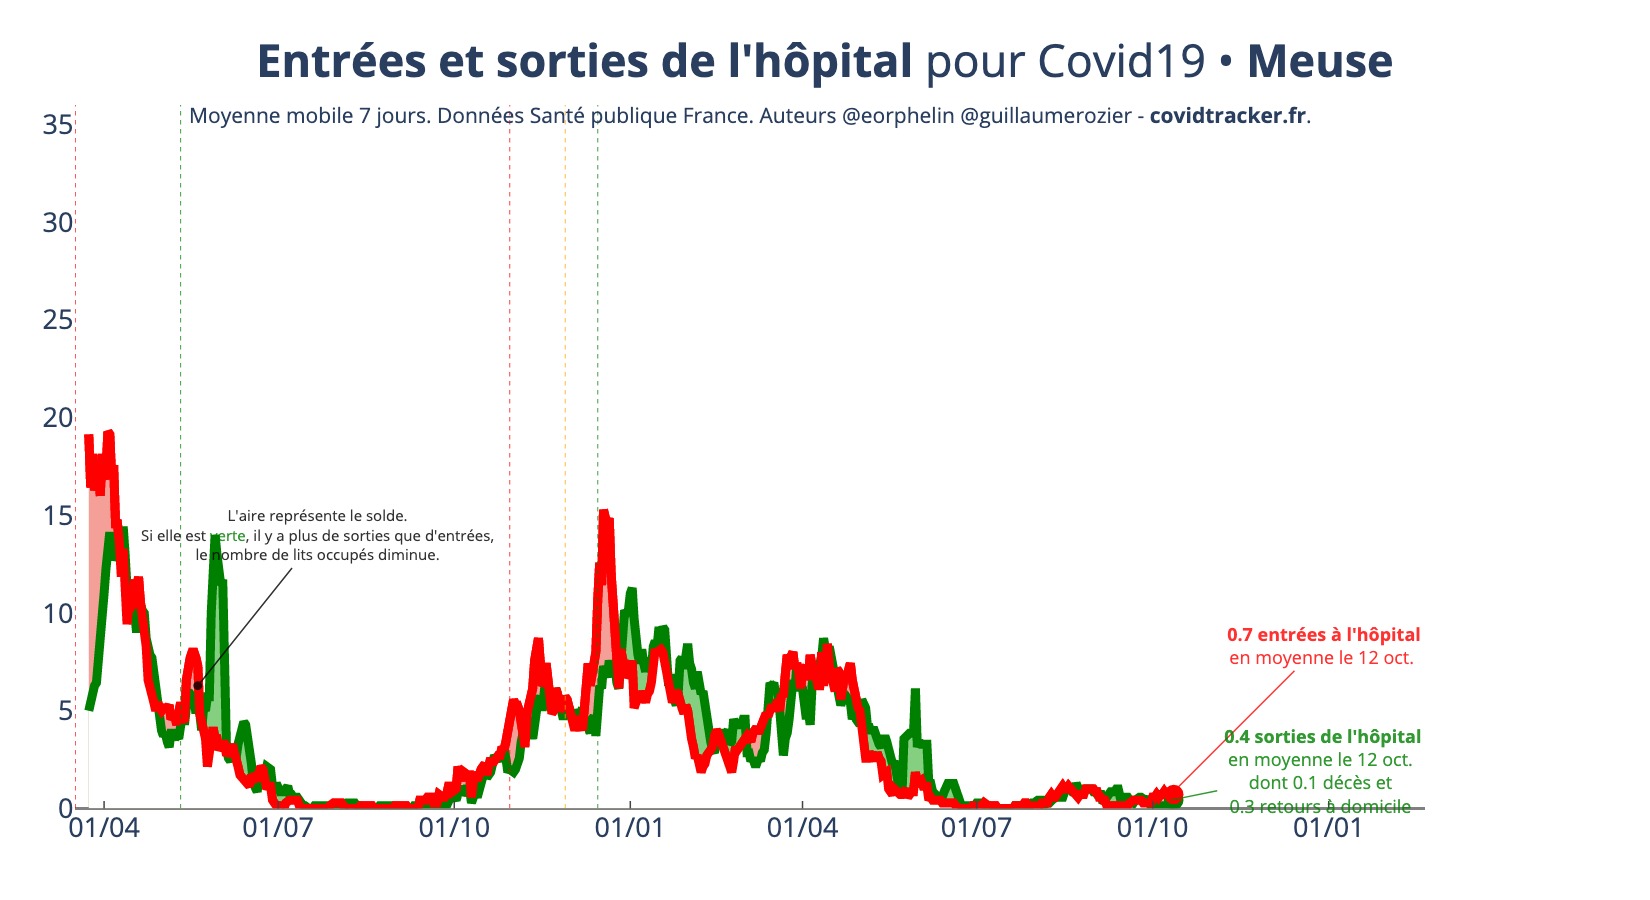 Entrées et sorties de l'hôpital pour Covid19 • Meuse
Moyenne mobile 7 jours. Données Santé publique France. Auteurs @eorphelin @guillaumerozier - covidtracker.fr.
35
30
25
20
15
10
5
0
L'aire représente le solde.
Si elle est verte, il y a plus de sorties que d'entrées,
le nombre de lits occupés diminue.
0.7 entrées à l'hôpital
en moyenne le 12 oct.
0.4 sorties de l'hôpital
en moyenne le 12 oct.
dont 0.1 décès et
0.3 retours à domicile
01/04 01/07 01/10 01/01 01/04 01/07 01/10 01/01